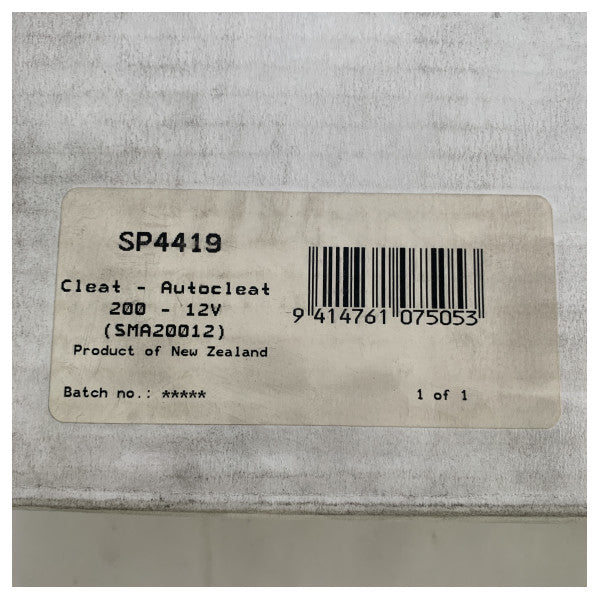 SP4419
Cleat - Autocleat
200 - 12V
(SMA20012)
Product of New Zealand
9 414761 075053
Batch no.: *****
1 of 1